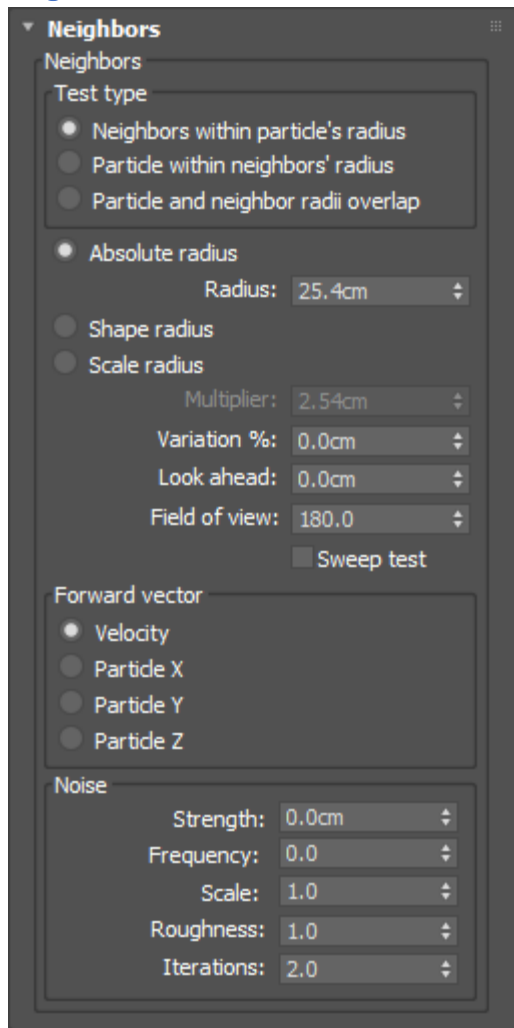 Neighbors
Neighbors
Test type
Neighbors within particle's radius
Particle within neighbors' radius
Particle and neighbor radii overlap
Absolute radius
Radius: 25.4cm
Shape radius
Scale radius
Multiplier: 2.54cm
Variation %: 0.0cm
Look ahead: 0.0cm
Field of view: 180.0
Sweep test
Forward vector
Velocity
Particle X
Particle Y
Particle Z
Noise
Strength: 0.0cm
Frequency: 0.0
Scale: 1.0
Roughness: 1.0
Iterations: 2.0